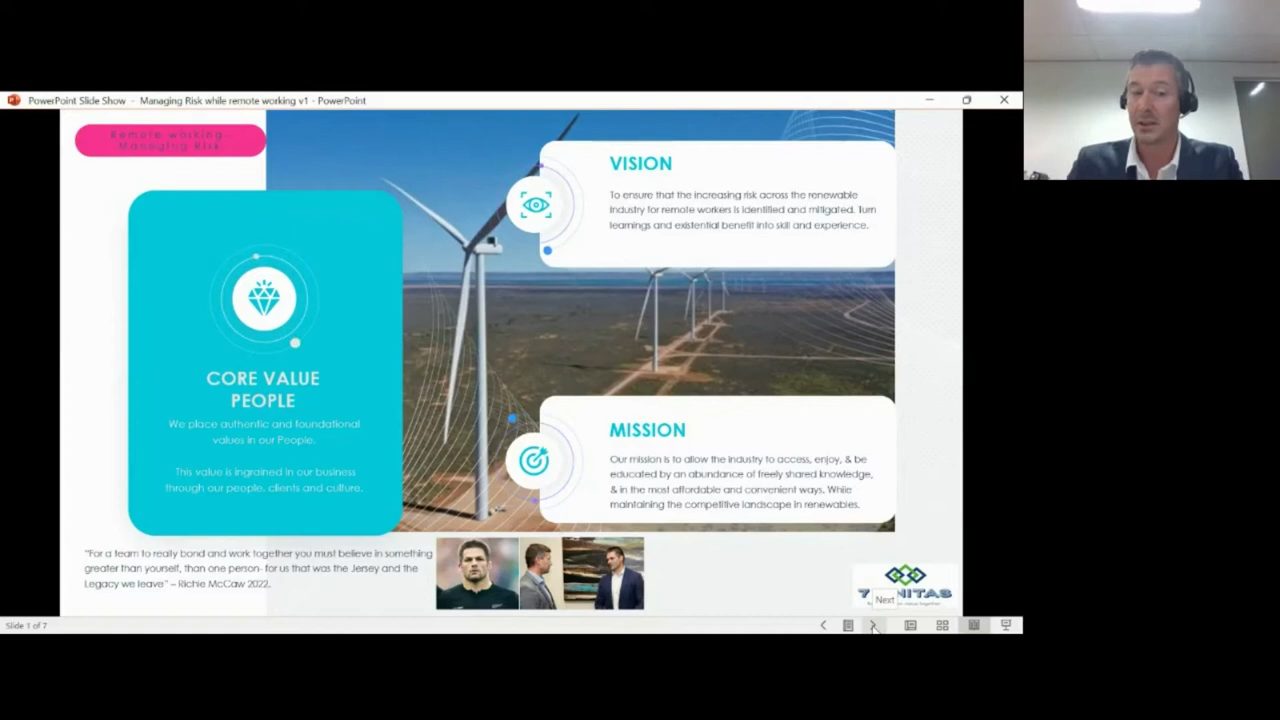 PowerPoint Slide Show - Managing Risk while remote working v1 - PowerPoint
Remote working-
Managing Risk.
VISION
To ensure that the increasing risk across the renewable
industry for remote workers is identified and mitigated. Turn
learnings and existential benefit into skill and experience.
CORE VALUE
PEOPLE
We place authentic and foundational
values in our People.
This value is ingrained in our business
through our people, clients and culture.
MISSION
Our mission is to allow the industry to access, enjoy, & be
educated by an abundance of freely shared knowledge,
& in the most affordable and convenient ways. While
maintaining the competitive landscape in renewables.
"For a team to really bond and work together you must believe in something
greater than yourself, than one person- for us that was the Jersey and the
Legacy we leave" – Richie McCaw 2022.
Next
Slide 1 of 7